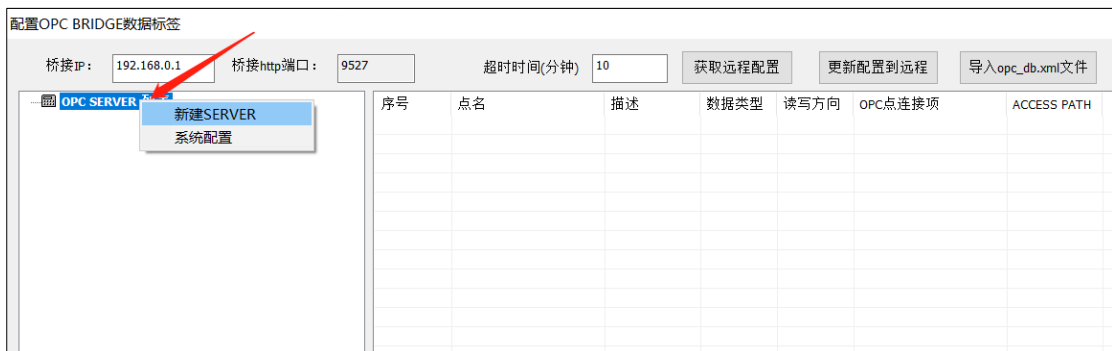 配置OPC BRIDGE数据标签
桥接IP: 192.168.0.1 桥接http端口: 9527 超时时间(分钟) 10 获取远程配置 更新配置到远程 导入opc_db.xml文件
OPC SERVER
新建SERVER
系统配置
序号 点名 描述 数据类型 读写方向 OPC点连接项 ACCESS PATH